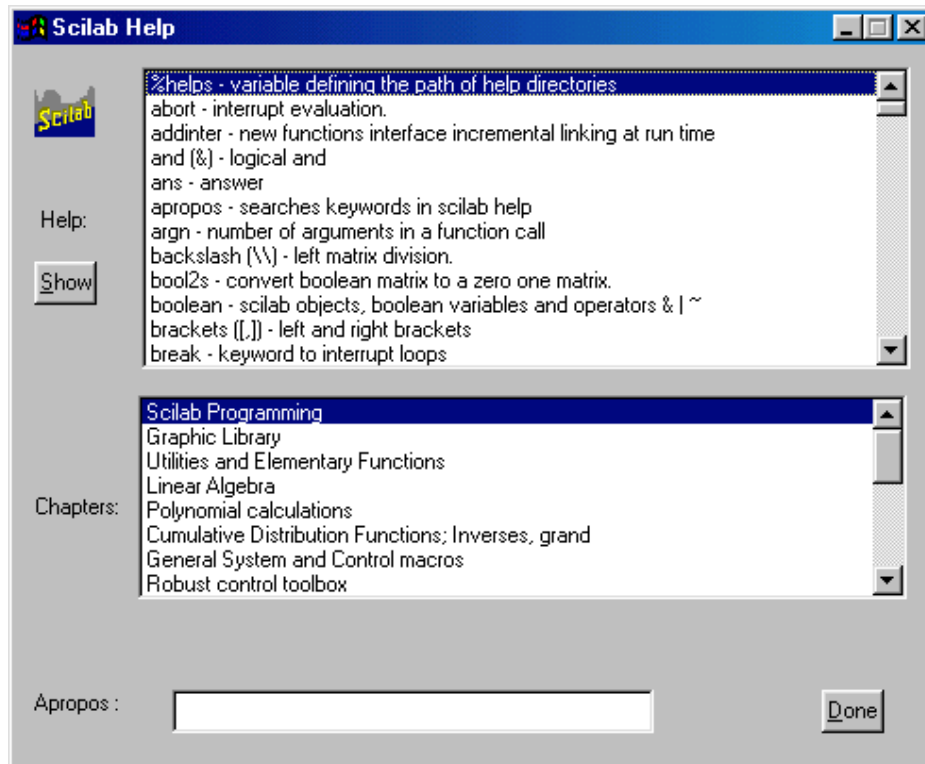 Scilab Help
Scilab
%helps - variable defining the path of help directories
abort - interrupt evaluation.
addinter - new functions interface incremental linking at run time
and (&) - logical and
ans - answer
apropos - searches keywords in scilab help
argn - number of arguments in a function call
backslash (\\) - left matrix division.
bool2s - convert boolean matrix to a zero one matrix.
boolean - scilab objects, boolean variables and operators & | ~
brackets ([,]) - left and right brackets
break - keyword to interrupt loops
Help:
Show
Chapters:
Scilab Programming
Graphic Library
Utilities and Elementary Functions
Linear Algebra
Polynomial calculations
Cumulative Distribution Functions; Inverses, grand
General System and Control macros
Robust control toolbox
Apropos :
Done